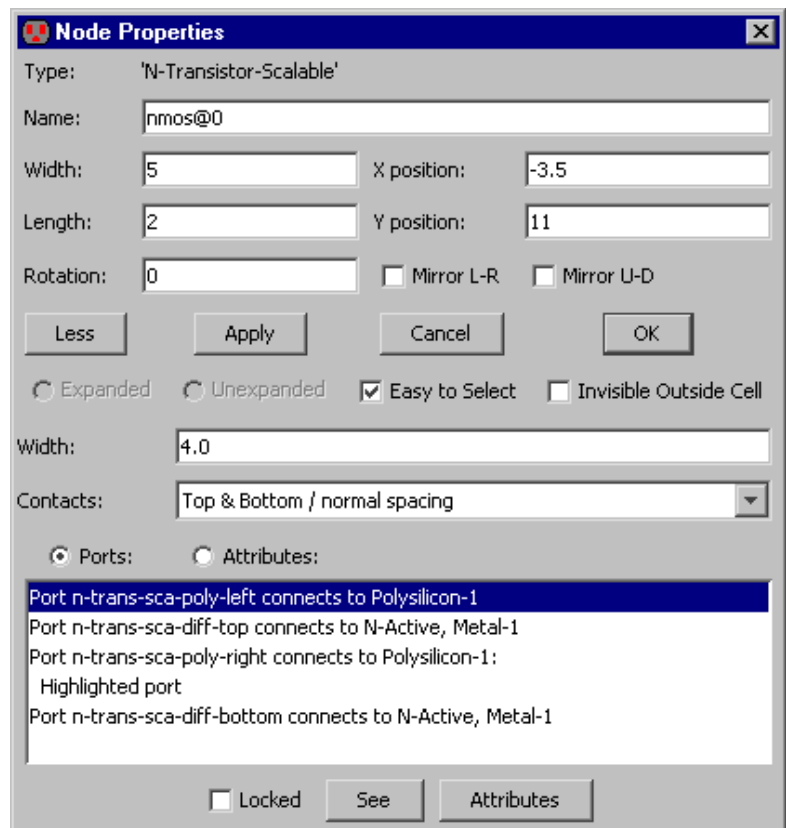 Node Properties
Type: 'N-Transistor-Scalable'
Name: nmos@0
Width: 5 X position: -3.5
Length: 2 Y position: 11
Rotation: 0 Mirror L-R Mirror U-D
Less Apply Cancel OK
Expanded Unexpanded Easy to Select Invisible Outside Cell
Width: 4.0
Contacts: Top & Bottom / normal spacing
Ports: Attributes:
Port n-trans-sca-poly-left connects to Polysilicon-1
Port n-trans-sca-diff-top connects to N-Active, Metal-1
Port n-trans-sca-poly-right connects to Polysilicon-1:
Highlighted port
Port n-trans-sca-diff-bottom connects to N-Active, Metal-1
Locked See Attributes